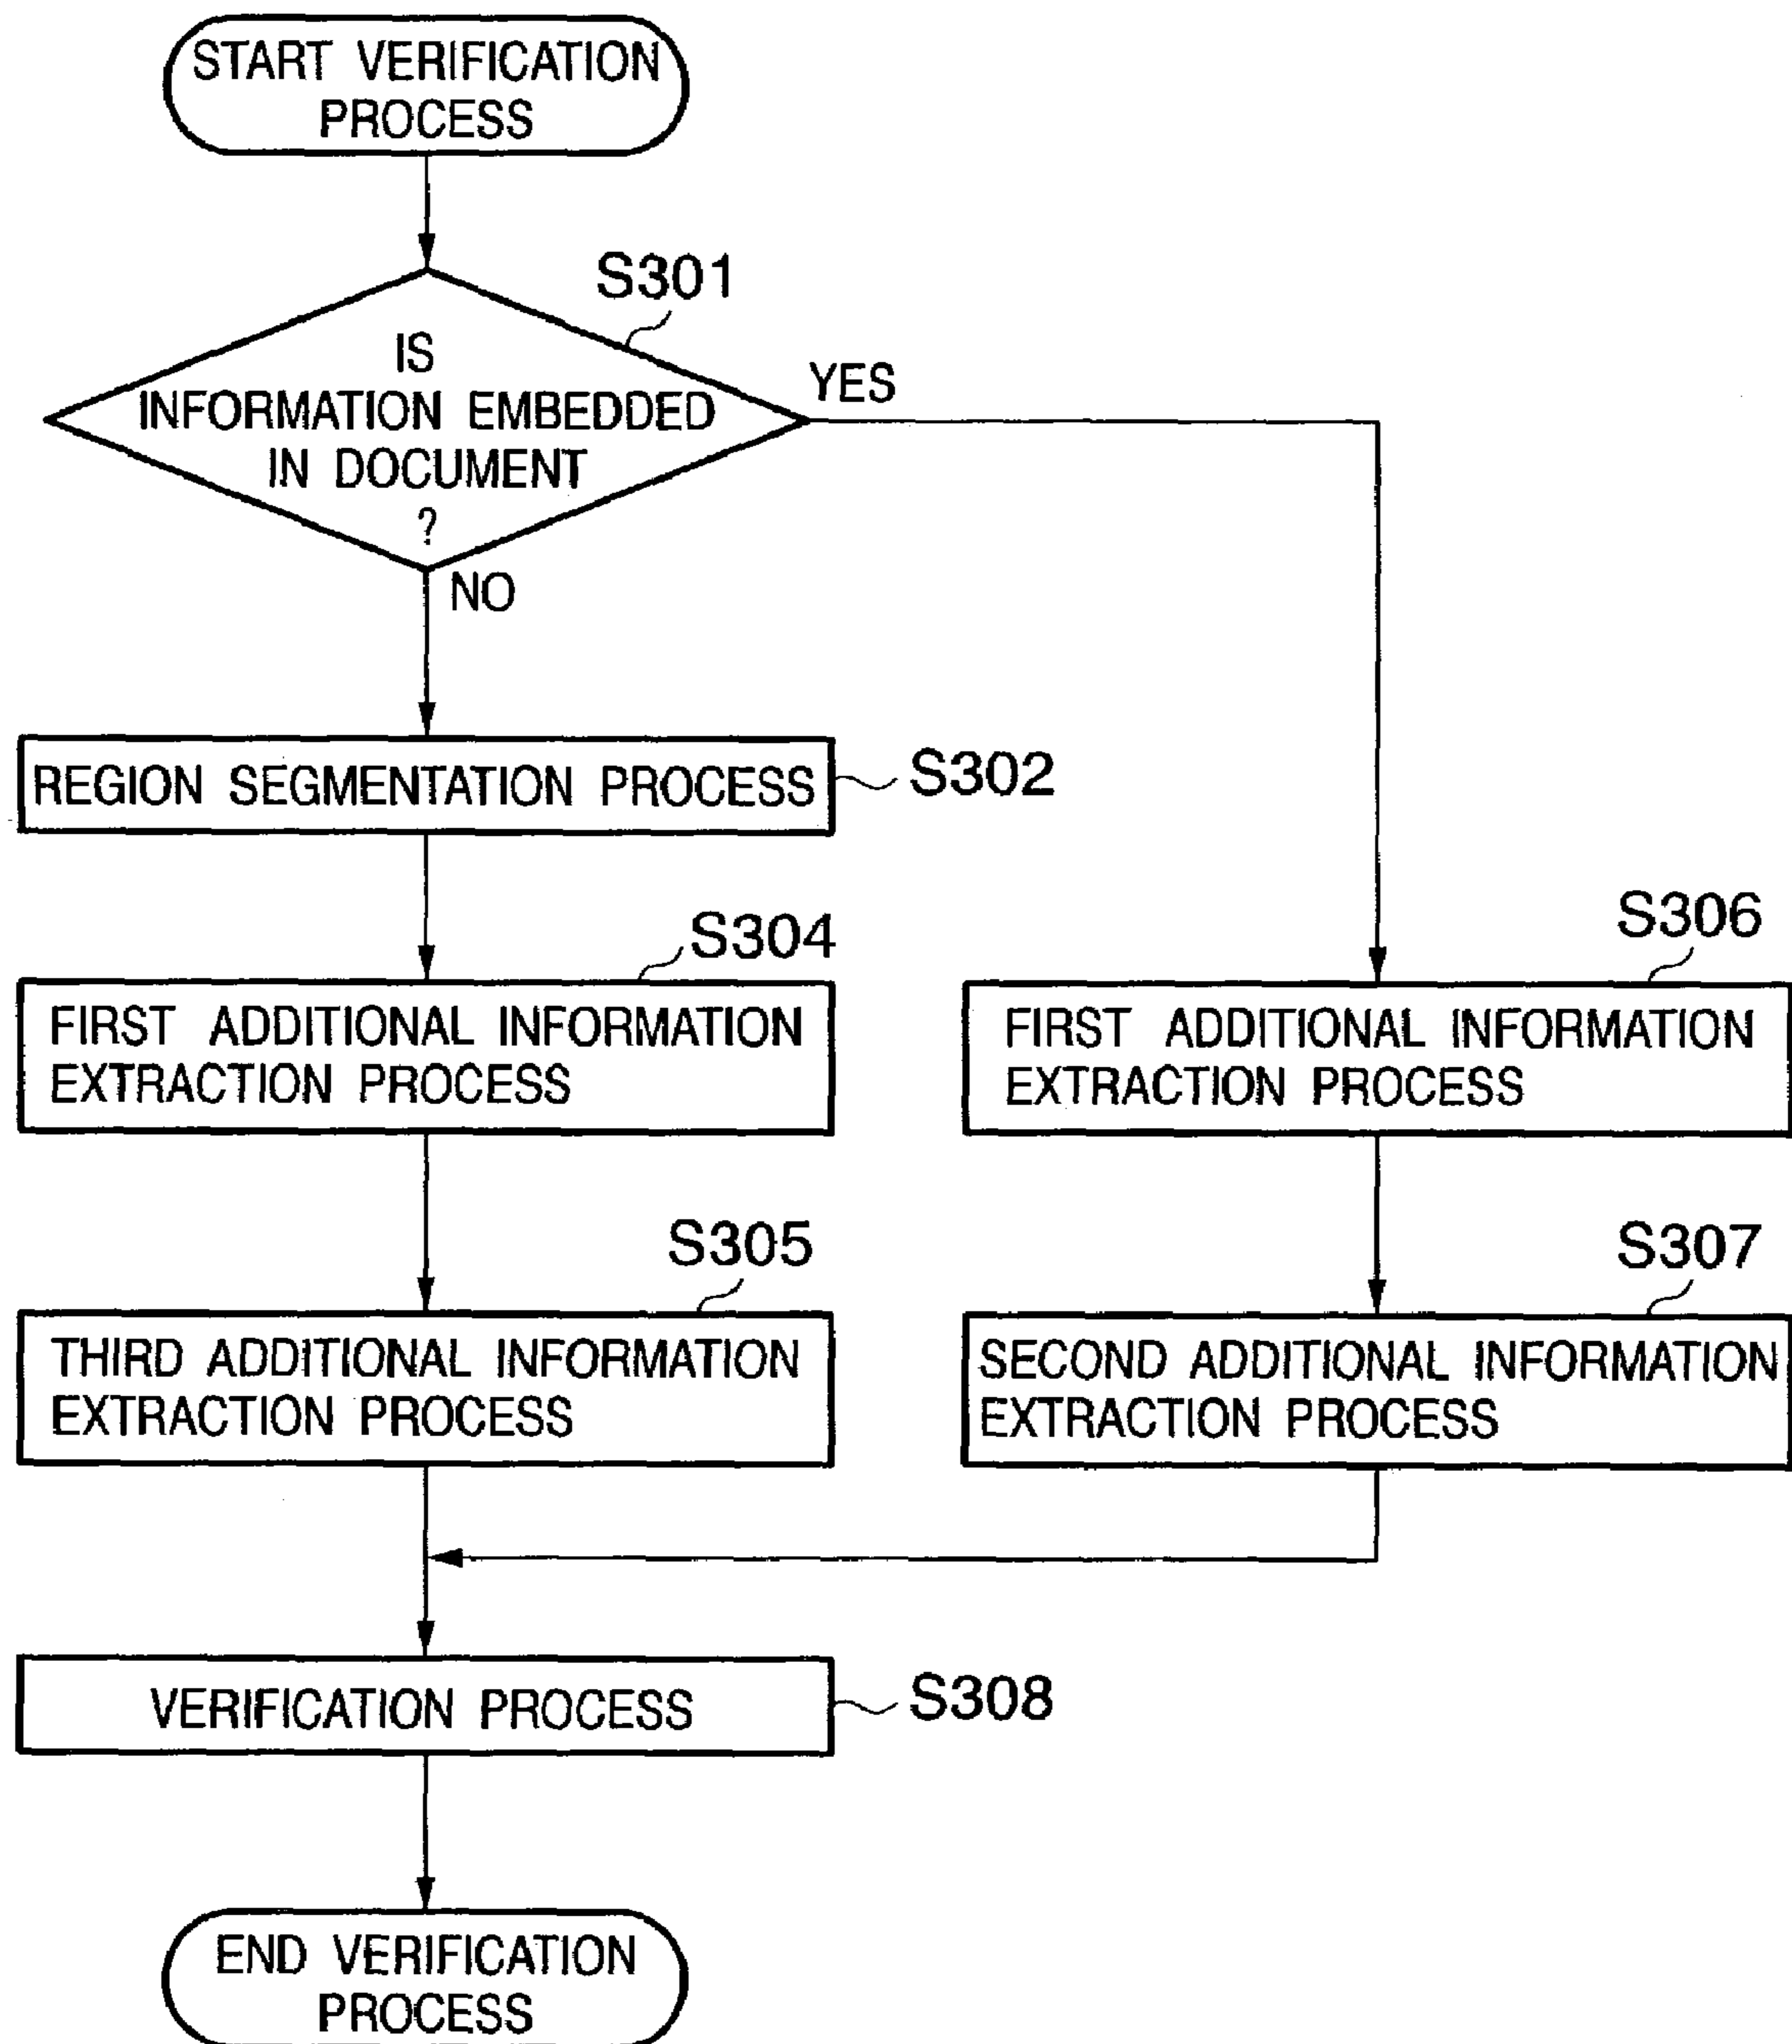 START VERIFICATION
PROCESS
S301
IS
INFORMATION EMBEDDED
IN DOCUMENT
?
YES
NO
REGION SEGMENTATION PROCESS
S302
S304
FIRST ADDITIONAL INFORMATION
EXTRACTION PROCESS
S306
FIRST ADDITIONAL INFORMATION
EXTRACTION PROCESS
S305
THIRD ADDITIONAL INFORMATION
EXTRACTION PROCESS
S307
SECOND ADDITIONAL INFORMATION
EXTRACTION PROCESS
VERIFICATION PROCESS
S308
END VERIFICATION
PROCESS